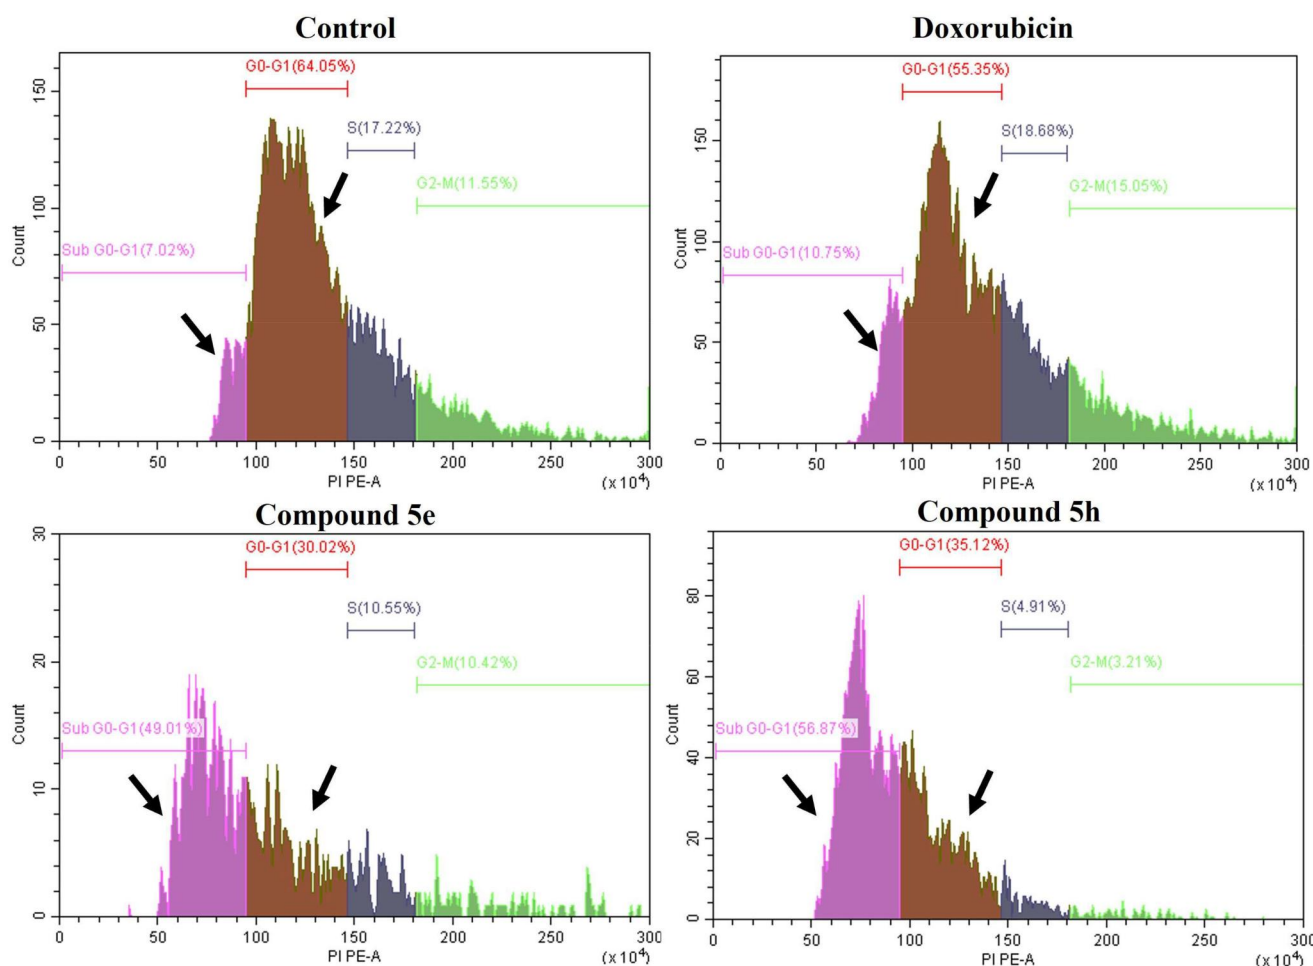 Control
G0-G1(64.05%)
S(17.22%)
G2-M(11.55%)
Sub G0-G1(7.02%)
Count
150
100
50
0
0 50 100 150 200 250 300
PI PE-A
(x 10⁴)
Doxorubicin
G0-G1(55.35%)
S(18.68%)
G2-M(15.05%)
Sub G0-G1(10.75%)
Count
150
100
50
0
0 50 100 150 200 250 300
PI PE-A
(x 10⁴)
Compound 5e
G0-G1(30.02%)
S(10.55%)
G2-M(10.42%)
Sub G0-G1(49.01%)
Count
30
20
10
0
0 50 100 150 200 250 300
PI PE-A
(x 10⁴)
Compound 5h
G0-G1(35.12%)
S(4.91%)
G2-M(3.21%)
Sub G0-G1(56.87%)
Count
80
60
40
20
0
0 50 100 150 200 250 300
PI PE-A
(x 10⁴)